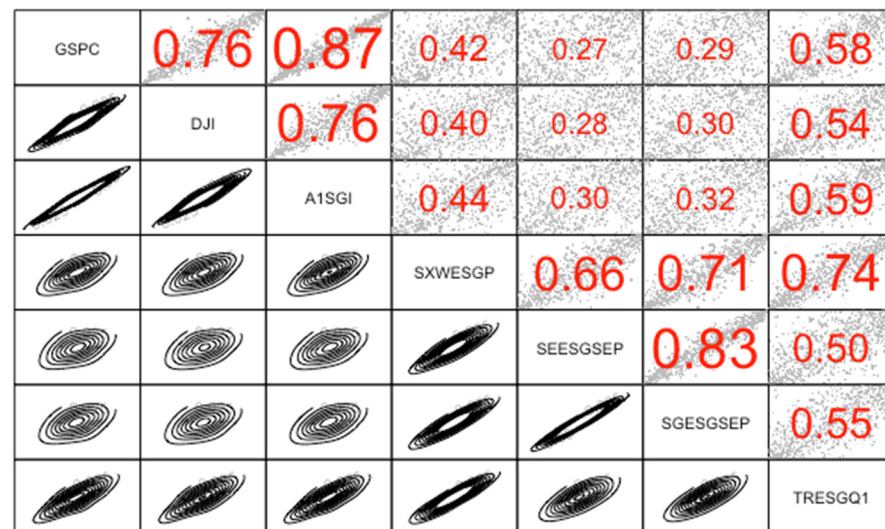 GSPC 0.76 0.87 0.42 0.27 0.29 0.58
DJI 0.76 0.40 0.28 0.30 0.54
A1SGI 0.44 0.30 0.32 0.59
SXWESGP 0.66 0.71 0.74
SEESGSEP 0.83 0.50
SGESGSEP 0.55
TRESGQ1